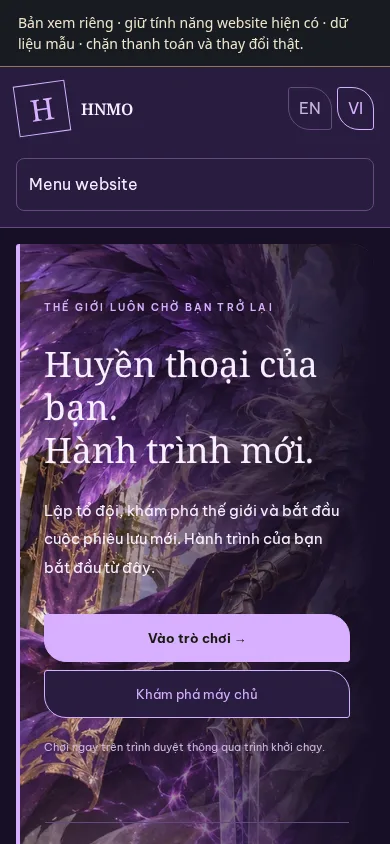 Bản xem riêng · giữ tính năng website hiện có · dữ
liệu mẫu · chặn thanh toán và thay đổi thật.
H
HNMO
EN
VI
Menu website
THẾ GIỚI LUÔN CHỜ BẠN TRỞ LẠI
Huyền thoại của
bạn.
Hành trình mới.
Lập tổ đội, khám phá thế giới và bắt đầu
cuộc phiêu lưu mới. Hành trình của bạn
bắt đầu từ đây.
Vào trò chơi →
Khám phá máy chủ
Chơi ngay trên trình duyệt thông qua trình khởi chạy.